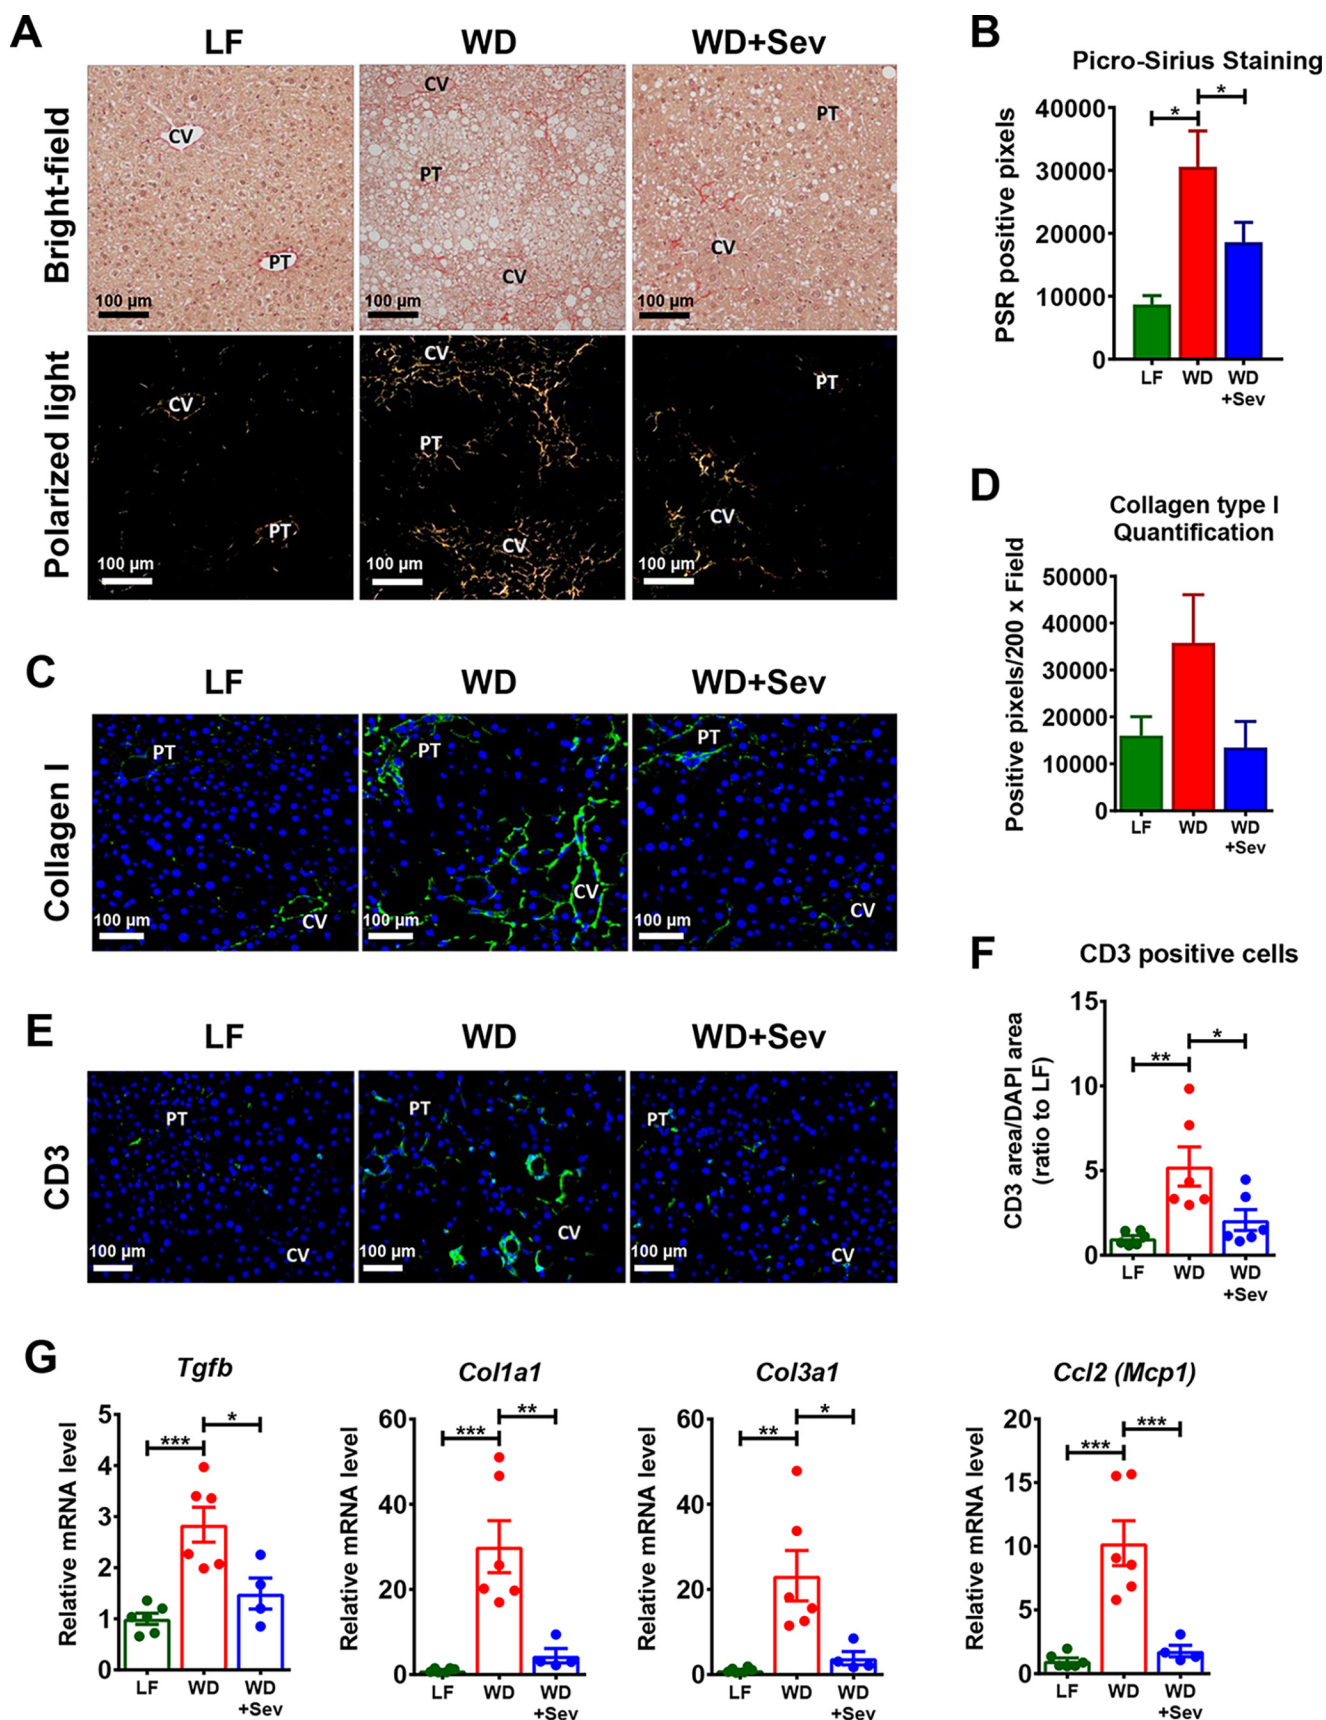 A
LF
WD
WD+Sev
Bright-field
CV
PT
100 µm
CV
PT
CV
100 µm
PT
CV
100 µm
Polarized light
CV
PT
100 µm
CV
PT
CV
100 µm
PT
CV
100 µm
B
Picro-Sirius Staining
PSR positive pixels
40000
30000
20000
10000
0
*
*
LF
WD
WD
+Sev
C
LF
WD
WD+Sev
Collagen I
PT
CV
100 µm
PT
CV
100 µm
PT
CV
100 µm
D
Collagen type I
Quantification
Positive pixels/200 x Field
50000
40000
30000
20000
10000
0
LF
WD
WD
+Sev
E
LF
WD
WD+Sev
CD3
PT
CV
100 µm
PT
CV
100 µm
PT
CV
100 µm
F
CD3 positive cells
CD3 area/DAPI area
(ratio to LF)
15
10
5
0
**
*
LF
WD
WD
+Sev
G
Tgfb
Relative mRNA level
5
4
3
2
1
0
***
*
LF
WD
WD
+Sev
Col1a1
Relative mRNA level
60
40
20
0
***
**
LF
WD
WD
+Sev
Col3a1
Relative mRNA level
60
40
20
0
**
*
LF
WD
WD
+Sev
Ccl2 (Mcp1)
Relative mRNA level
20
15
10
5
0
***
***
LF
WD
WD
+Sev